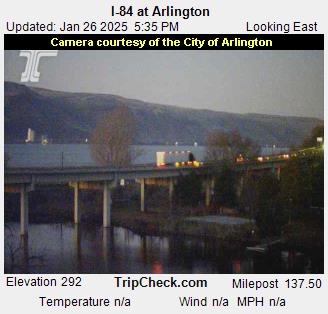 I-84 at Arlington
Updated: Jan 26 2025 5:35 PM Looking East
Camera courtesy of the City of Arlington
Elevation 292 TripCheck.com Milepost 137.50
Temperature n/a Wind n/a MPH n/a